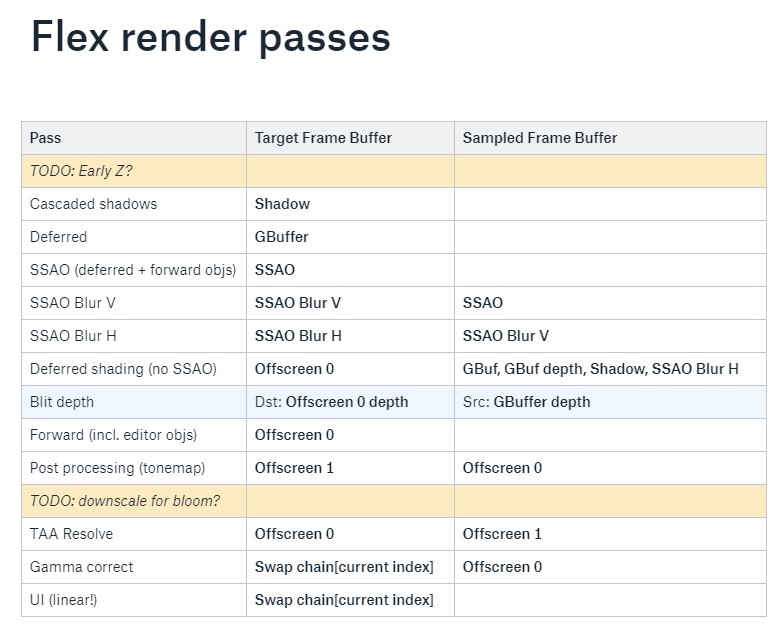 Flex render passes
Pass Target Frame Buffer Sampled Frame Buffer
TODO: Early Z?
Cascaded shadows Shadow
Deferred GBuffer
SSAO (deferred + forward objs) SSAO
SSAO Blur V SSAO Blur V SSAO
SSAO Blur H SSAO Blur H SSAO Blur V
Deferred shading (no SSAO) Offscreen 0 GBuf, GBuf depth, Shadow, SSAO Blur H
Blit depth Dst: Offscreen 0 depth Src: GBuffer depth
Forward (incl. editor objs) Offscreen 0
Post processing (tonemap) Offscreen 1 Offscreen 0
TODO: downscale for bloom?
TAA Resolve Offscreen 0 Offscreen 1
Gamma correct Swap chain[current index] Offscreen 0
UI (linear!) Swap chain[current index]